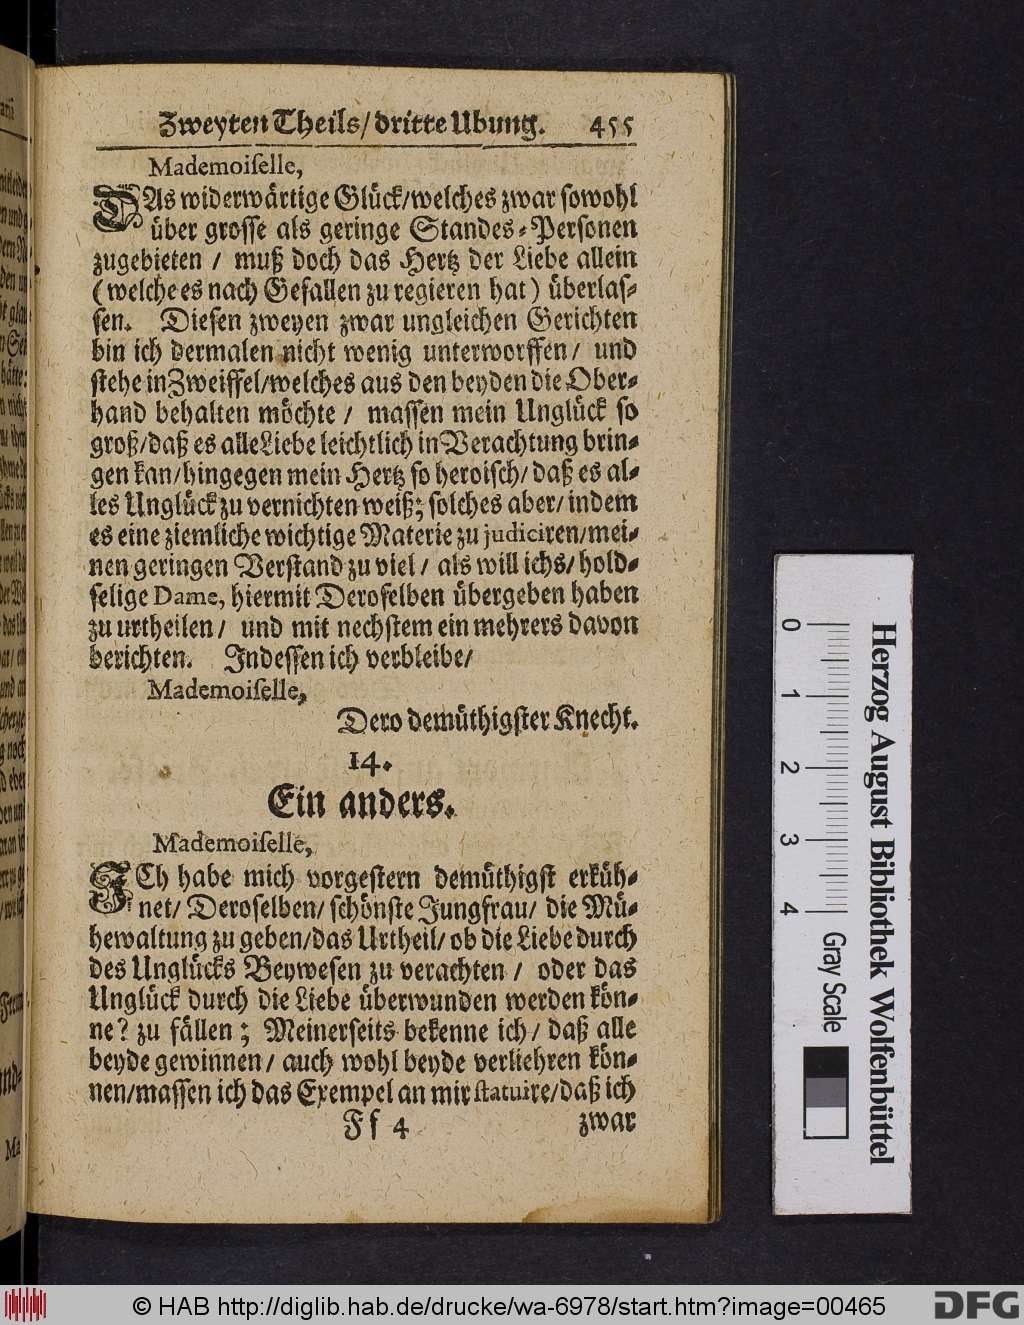 Zweyten Theils/ dritte Ubung. 455
Mademoiſelle,
DAs widerwärtige Glück/welches zwar sowohl
über grosse als geringe Standes-Personen
zugebieten / muß doch das Hertz der Liebe allein
(welche es nach Gefallen zu regieren hat) überlas-
sen. Diesen zweyen zwar ungleichen Gerichten
bin ich dermalen nicht wenig unterworffen/ und
stehe in Zweiffel/welches aus den beyden die Ober-
hand behalten möchte / massen mein Unglück so
groß/daß es alle Liebe leichtlich in Verachtung brin-
gen kan/hingegen mein Hertz so heroisch/ daß es al-
les Unglück zu vernichten weiß; solches aber/ indem
es eine ziemliche wichtige Materie zu judiciren/mei-
nen geringen Verstand zu viel / als will ichs/ hold-
selige Dame, hiermit Deroselben übergeben haben
zu urtheilen/ und mit nechstem ein mehrers davon
berichten. Indessen ich verbleibe/
Mademoiſelle,
Dero demüthigster Knecht.
14.
Ein anders.
Mademoiſelle,
ICh habe mich vorgestern demüthigst erküh-
net/ Deroselben/ schönste Jungfrau/ die Mü-
hewaltung zu geben/das Urtheil/ ob die Liebe durch
des Unglücks Beywesen zu verachten / oder das
Unglück durch die Liebe überwunden werden kön-
ne? zu fällen; Meinerseits bekenne ich/ daß alle
beyde gewinnen/ auch wohl beyde verliehren kön-
nen/massen ich das Exempel an mir statuire/daß ich
Ff 4 zwar
0 1 2 3 4
Gray Scale
Herzog August Bibliothek Wolfenbüttel
© HAB http://diglib.hab.de/drucke/wa-6978/start.htm?image=00465
DFG